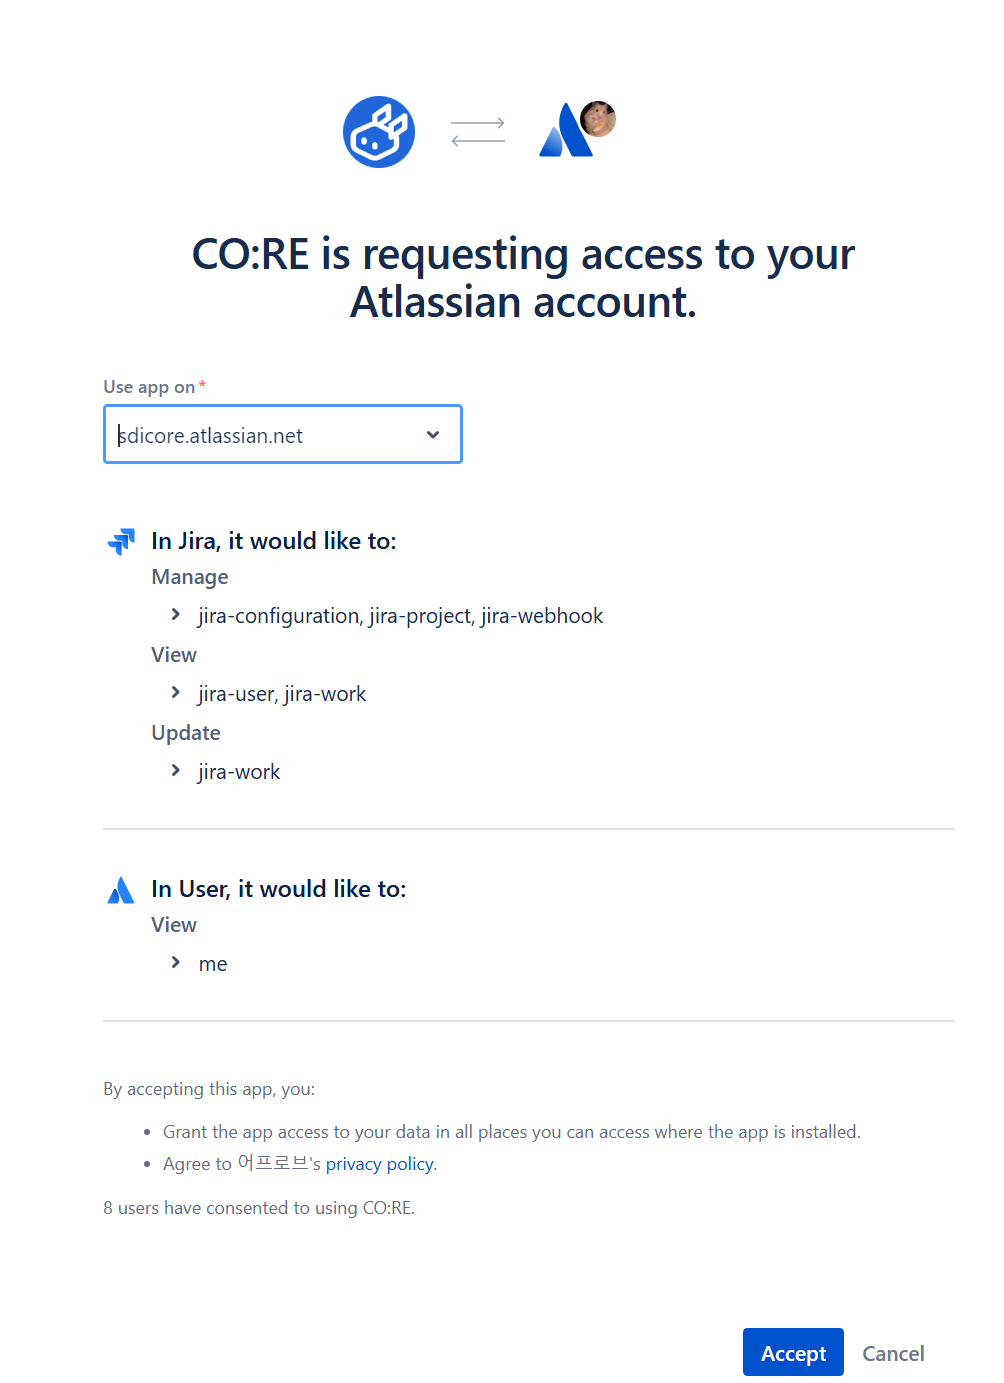 CO:RE is requesting access to your
Atlassian account.
Use app on *
sdicore.atlassian.net
In Jira, it would like to:
Manage
jira-configuration, jira-project, jira-webhook
View
jira-user, jira-work
Update
jira-work
In User, it would like to:
View
me
By accepting this app, you:
• Grant the app access to your data in all places you can access where the app is installed.
• Agree to 어프로브's privacy policy.
8 users have consented to using CO:RE.
Accept Cancel